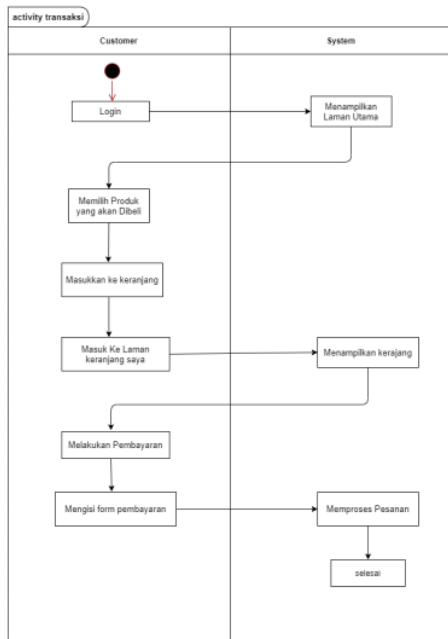 activity transaksi
Customer
System
Login
Menampilkan
Laman Utama
Memilih Produk
yang akan Dibeli
Masukkan ke keranjang
Masuk Ke Laman
keranjang saya
Menampilkan kerajang
Melakukan Pembayaran
Mengisi form pembayaran
Memproses Pesanan
selesai